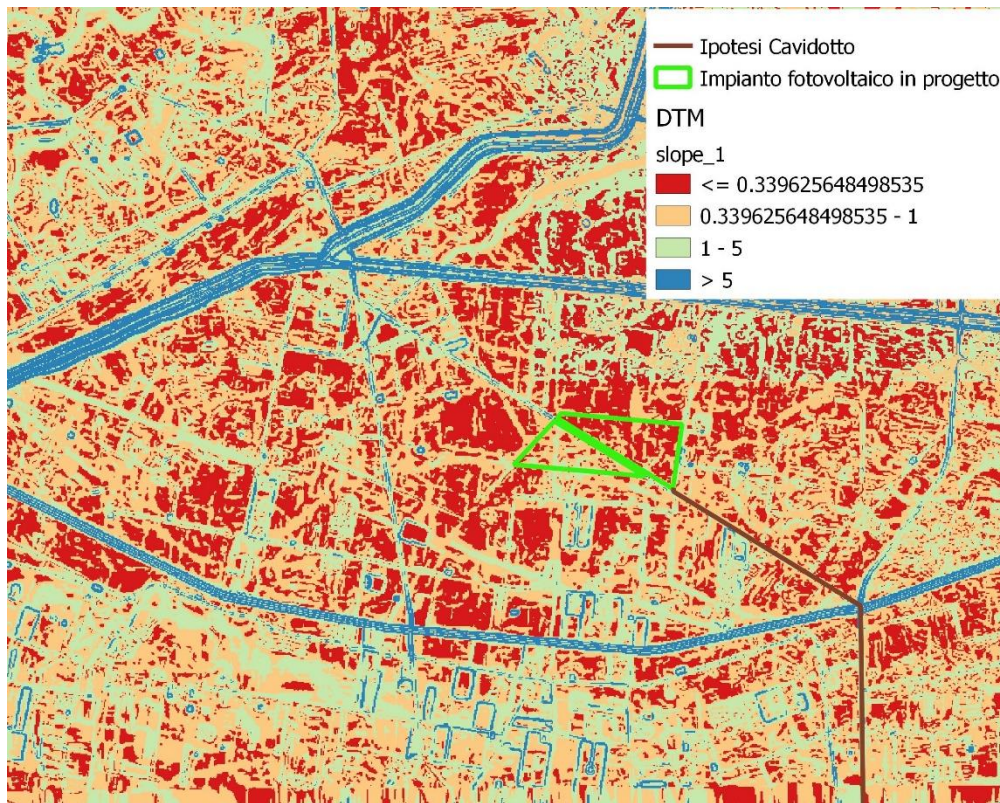 Ipotesi Cavidotto
Impianto fotovoltaico in progetto
DTM
slope_1
<= 0.339625648498535
0.339625648498535 - 1
1 - 5
> 5